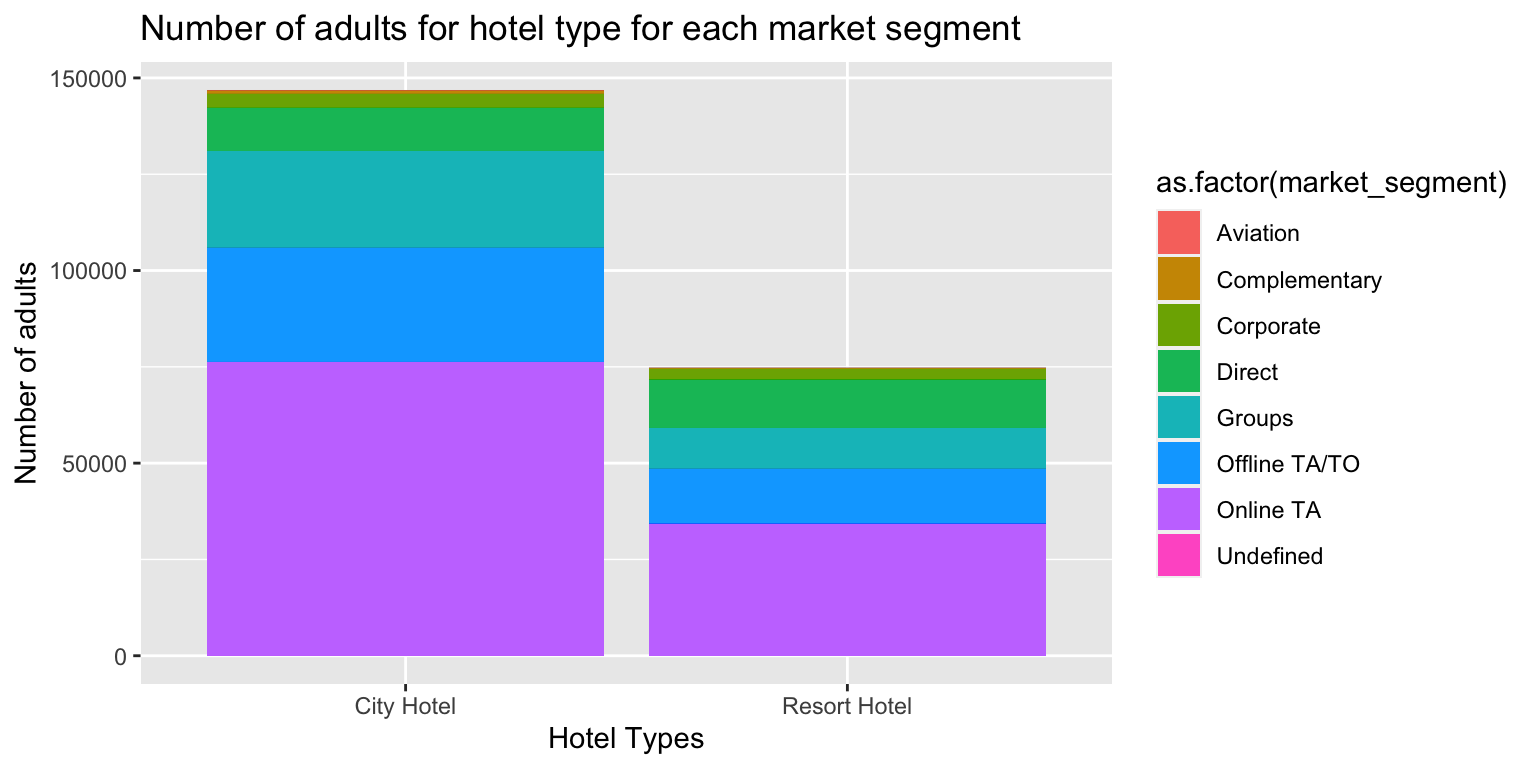 Number of adults for hotel type for each market segment
150000
100000
50000
0
Number of adults
City Hotel
Resort Hotel
Hotel Types
as.factor(market_segment)
Aviation
Complementary
Corporate
Direct
Groups
Offline TA/TO
Online TA
Undefined